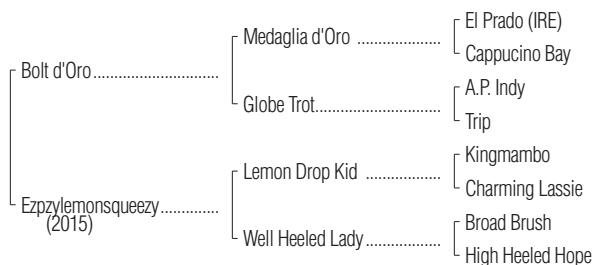 El Prado (IRE)
Medaglia d'Oro ....................
Cappucino Bay
Bolt d'Oro..............................
A.P. Indy
Globe Trot..............................
Trip
Kingmambo
Lemon Drop Kid ..................
Charming Lassie
Ezpzylemonsqueezy..............
(2015)
Broad Brush
Well Heeled Lady..................
High Heeled Hope